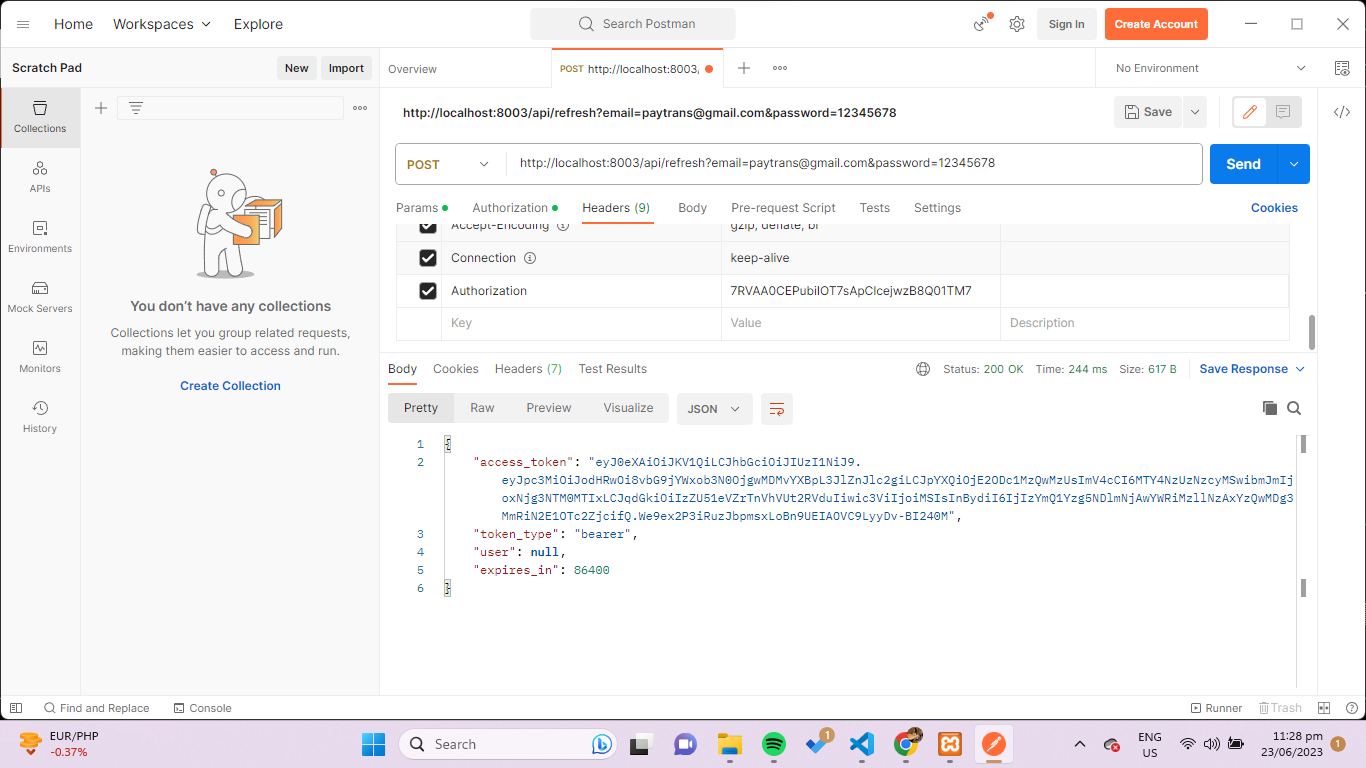 Home
Workspaces
Explore
Search Postman
Sign In
Create Account
Scratch Pad
New
Import
Overview
POST http://localhost:8003/
No Environment
Collections
APIs
Environments
Mock Servers
Monitors
History
You don't have any collections
Collections let you group related requests,
making them easier to access and run.
Create Collection
http://localhost:8003/api/refresh?email=paytrans@gmail.com&password=12345678
Save
POST
http://localhost:8003/api/refresh?email=paytrans@gmail.com&password=12345678
Send
Params
Authorization
Headers (9)
Body
Pre-request Script
Tests
Settings
Cookies
Accept-Encoding
gzip, deflate, br
Connection
keep-alive
Authorization
7RVAA0CEPubilOT7sApClcejwzB8Q01TM7
Key
Value
Description
Body
Cookies
Headers (7)
Test Results
Status: 200 OK
Time: 244 ms
Size: 617 B
Save Response
Pretty
Raw
Preview
Visualize
JSON
1 {
2 "access_token": "eyJ0eXAiOiJKV1QiLCJhbGciOiJIUzI1NiJ9.
eyJpc3MiOiJodHRwOi8vbG9jYWxob3N0OjgwMDMvYXBpL3JlZnJlc2giLCJpYXQiOjE2ODc1MzQwMzUsImV4cCI6MTY4NzUzNzcyMSwibmJmIj
oxNjg3NTM0MTIxLCJqdGkiOiIzZU51eVZrTnVhVUt2RVduIiwic3ViIjoiMSIsInBydiI6IjIzYmQ1Yzg5NDlmNjAwYWRiMzllNzAxYzQwMDg3
MmRiN2E1OTc2ZjcifQ.We9ex2P3iRuzJbpmsxLoBn9UEIAOVC9LyyDv-BI240M",
3 "token_type": "bearer",
4 "user": null,
5 "expires_in": 86400
6 }
Find and Replace
Console
Runner
Trash
EUR/PHP
-0.37%
Search
1
ENG
US
11:28 pm
23/06/2023
1